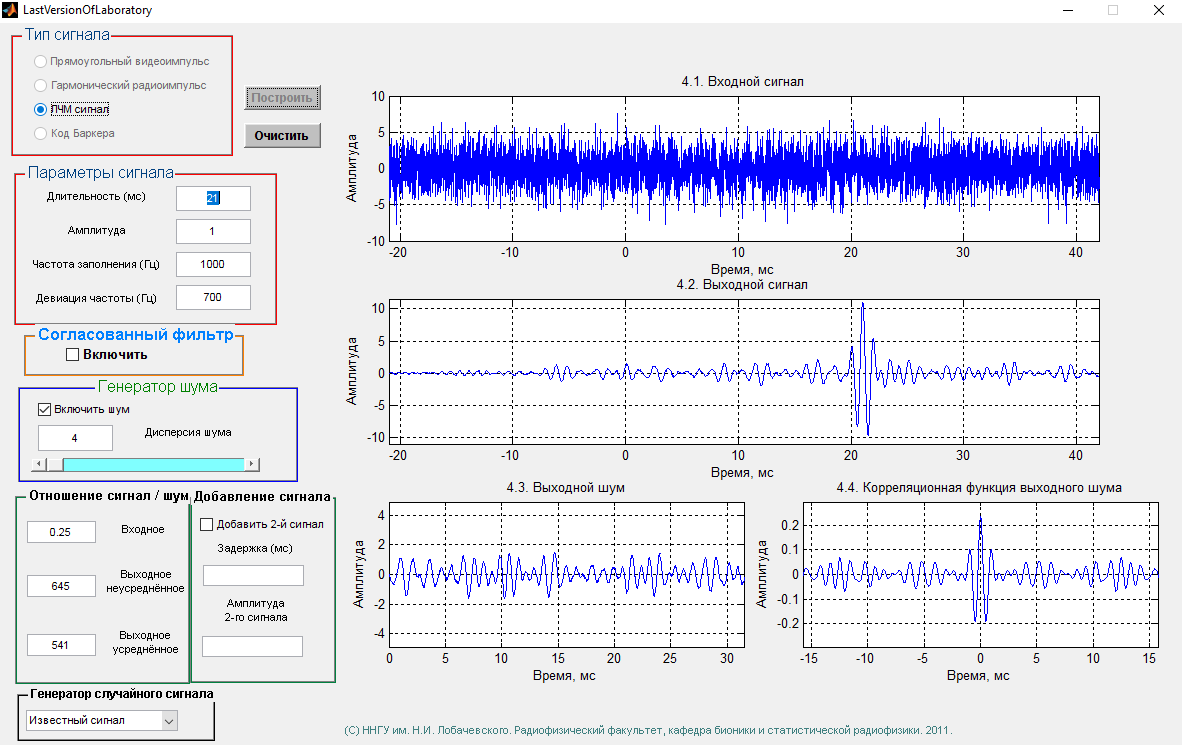 LastVersionOfLaboratory
Тип сигнала
Прямоугольный видеоимпульс
Гармонический радиоимпульс
ЛЧМ сигнал
Код Баркера
Построить
Очистить
Параметры сигнала
Длительность (мс)
21
Амплитуда
1
Частота заполнения (Гц)
1000
Девиация частоты (Гц)
700
Согласованный фильтр
Включить
Генератор шума
Включить шум
4
Дисперсия шума
Отношение сигнал / шум
0.25
Входное
645
Выходное
неусреднённое
541
Выходное
усреднённое
Добавление сигнала
Добавить 2-й сигнал
Задержка (мс)
Амплитуда
2-го сигнала
Генератор случайного сигнала
Известный сигнал
4.1. Входной сигнал
Амплитуда
10
5
0
-5
-10
-20 -10 0 10 20 30 40
Время, мс
4.2. Выходной сигнал
Амплитуда
10
5
0
-5
-10
-20 -10 0 10 20 30 40
Время, мс
4.3. Выходной шум
Амплитуда
4
2
0
-2
-4
0 5 10 15 20 25 30
Время, мс
4.4. Корреляционная функция выходного шума
Амплитуда
0.2
0.1
0
-0.1
-0.2
-15 -10 -5 0 5 10 15
Время, мс
(C) ННГУ им. Н.И. Лобачевского. Радиофизический факультет, кафедра бионики и статистической радиофизики. 2011.